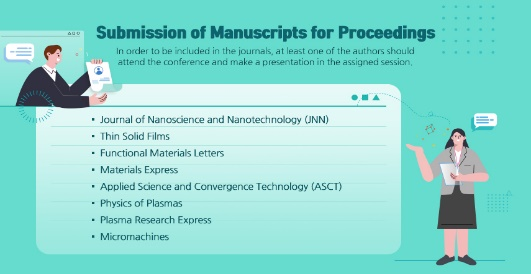 Submission of Manuscripts for Proceedings
In order to be included in the journals, at least one of the authors should
attend the conference and make a presentation in the assigned session.
• Journal of Nanoscience and Nanotechnology (JNN)
• Thin Solid Films
• Functional Materials Letters
• Materials Express
• Applied Science and Convergence Technology (ASCT)
• Physics of Plasmas
• Plasma Research Express
• Micromachines